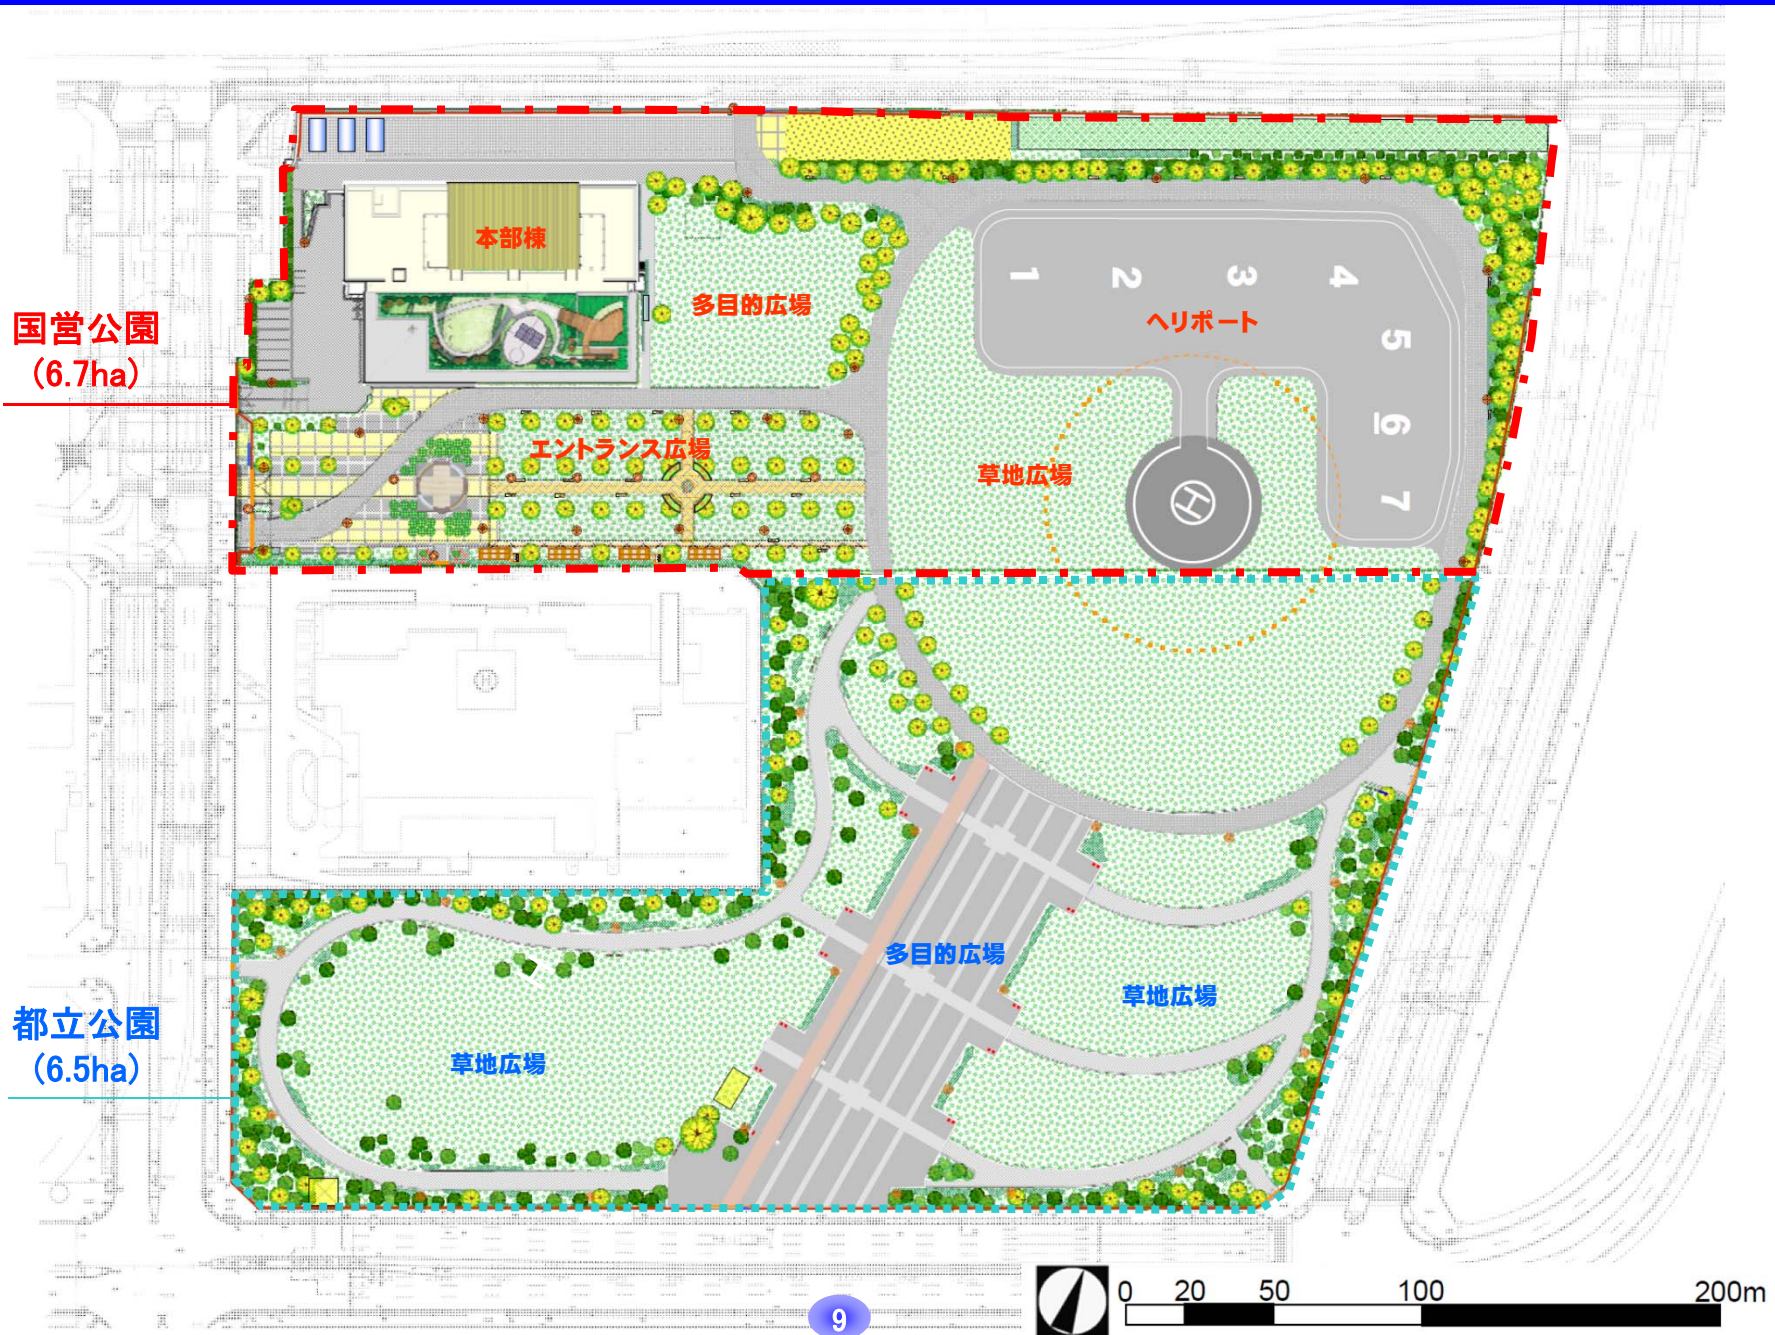 本部棟
多目的広場
1
2
3
4
5
6
7
ヘリポート
国営公園
(6.7ha)
エントランス広場
草地広場
H
H
多目的広場
草地広場
都立公園
(6.5ha)
草地広場
0 20 50 100 200m
9